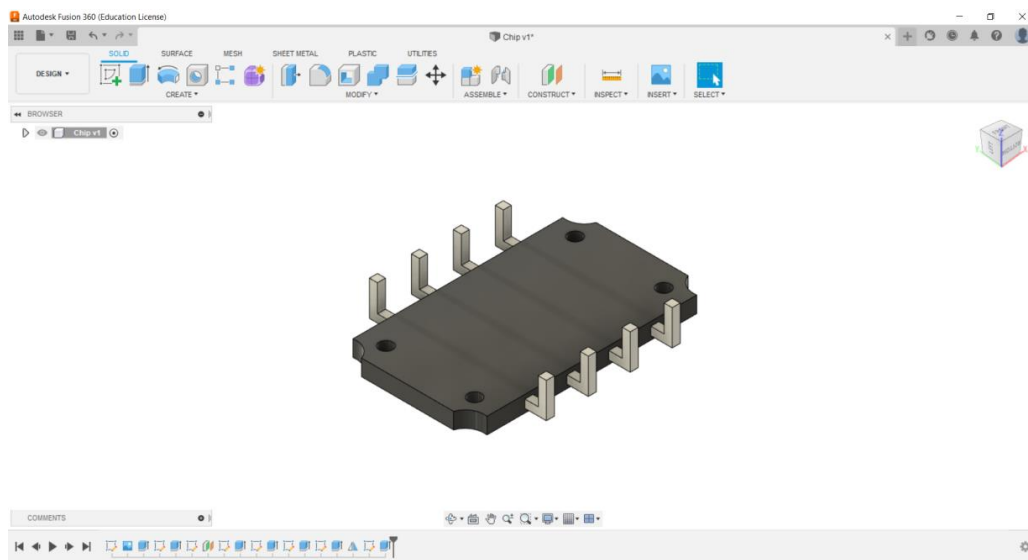 Autodesk Fusion 360 (Education License)
Chip v1*
SOLID SURFACE MESH SHEET METAL PLASTIC UTILITIES
DESIGN
CREATE MODIFY ASSEMBLE CONSTRUCT INSPECT INSERT SELECT
BROWSER
Chip v1
COMMENTS